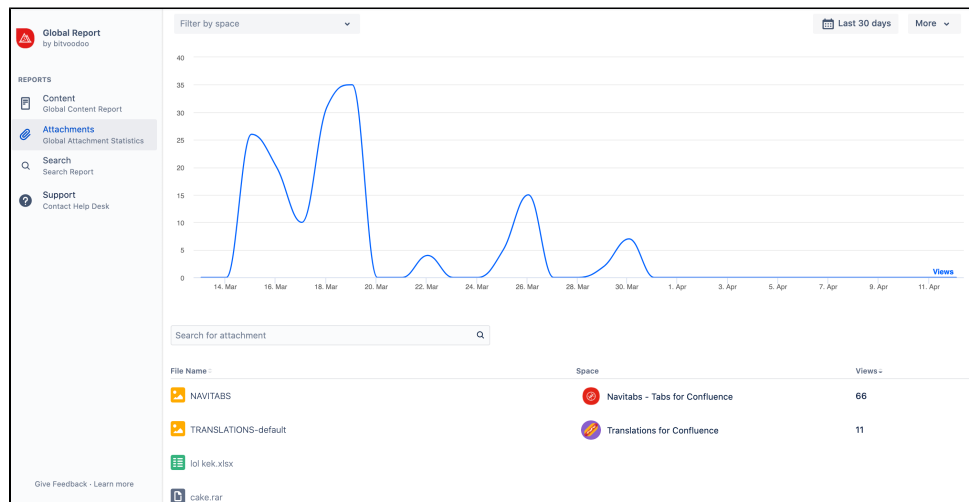 Global Report
by bitvoodoo
REPORTS
Content
Global Content Report
Attachments
Global Attachment Statistics
Search
Search Report
Support
Contact Help Desk
Give Feedback - Learn more
Filter by space
Last 30 days
More
40
35
30
25
20
15
10
5
0
Views
14. Mar 16. Mar 18. Mar 20. Mar 22. Mar 24. Mar 26. Mar 28. Mar 30. Mar 1. Apr 3. Apr 5. Apr 7. Apr 9. Apr 11. Apr
Search for attachment
File Name Space Views
NAVITABS Navitabs - Tabs for Confluence 66
TRANSLATIONS-default Translations for Confluence 11
lol kek.xlsx
cake.rar